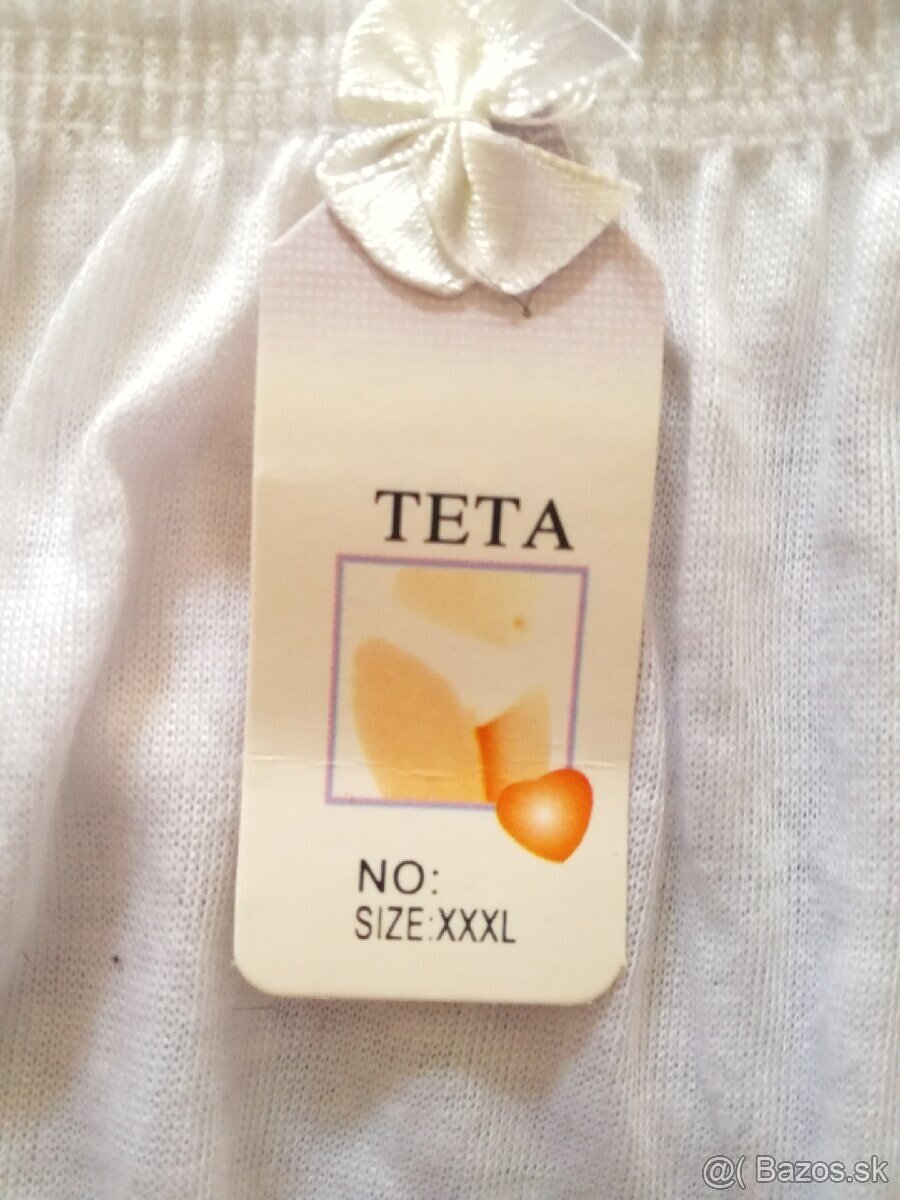 TETA
NO:
SIZE:XXXL
@( Bazos.sk